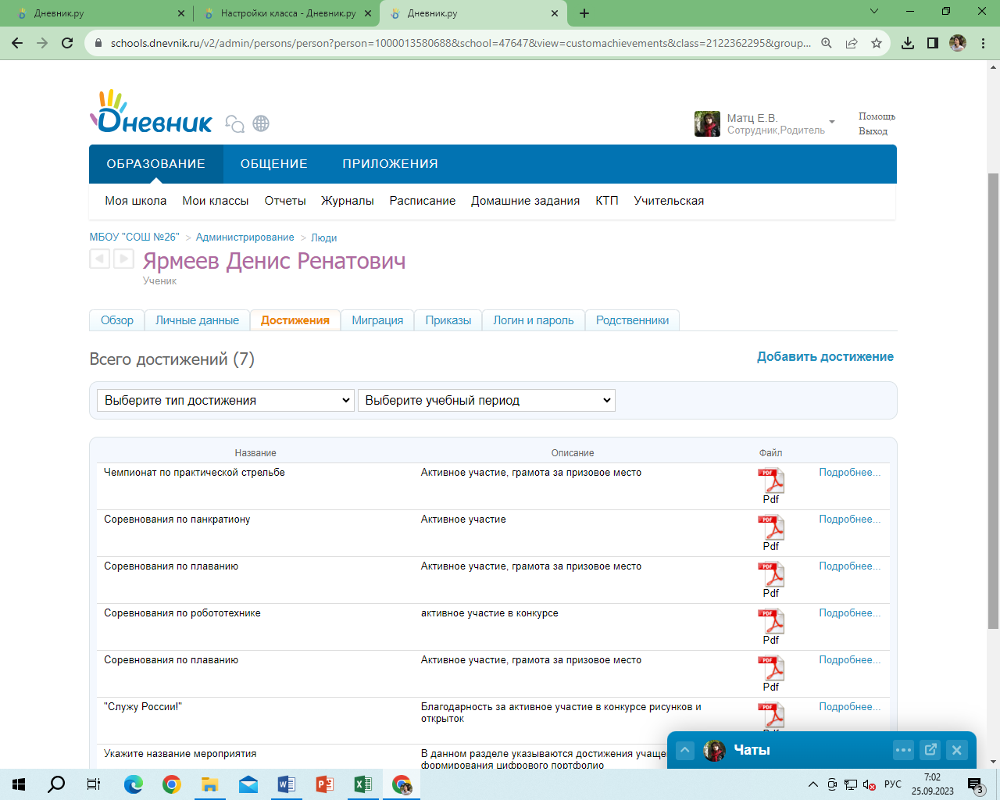 Дневник.ру
Настройки класса - Дневник.ру
Дневник.ру
schools.dnevnik.ru/v2/admin/persons/person?person=1000013580688&school=47647&view=customachievements&class=2122362295&group...
Дневник
Матц Е.В.
Сотрудник,Родитель
Помощь
Выход
ОБРАЗОВАНИЕ ОБЩЕНИЕ ПРИЛОЖЕНИЯ
Моя школа Мои классы Отчеты Журналы Расписание Домашние задания КТП Учительская
МБОУ "СОШ №26" > Администрирование > Люди
Ярмеев Денис Ренатович
Ученик
Обзор Личные данные Достижения Миграция Приказы Логин и пароль Родственники
Всего достижений (7)
Добавить достижение
Выберите тип достижения Выберите учебный период
Название Описание Файл
Чемпионат по практической стрельбе Активное участие, грамота за призовое место PDF Подробнее...
Pdf
Соревнования по панкратиону Активное участие PDF Подробнее...
Pdf
Соревнования по плаванию Активное участие, грамота за призовое место PDF Подробнее...
Pdf
Соревнования по робототехнике активное участие в конкурсе PDF Подробнее...
Pdf
Соревнования по плаванию Активное участие, грамота за призовое место PDF Подробнее...
Pdf
"Служу России!" Благодарность за активное участие в конкурсе рисунков и PDF Подробнее...
открыток
Укажите название мероприятия В данном разделе указываются достижения учаще
формирования цифрового портфолио
Чаты
РУС
7:02
25.09.2023
3